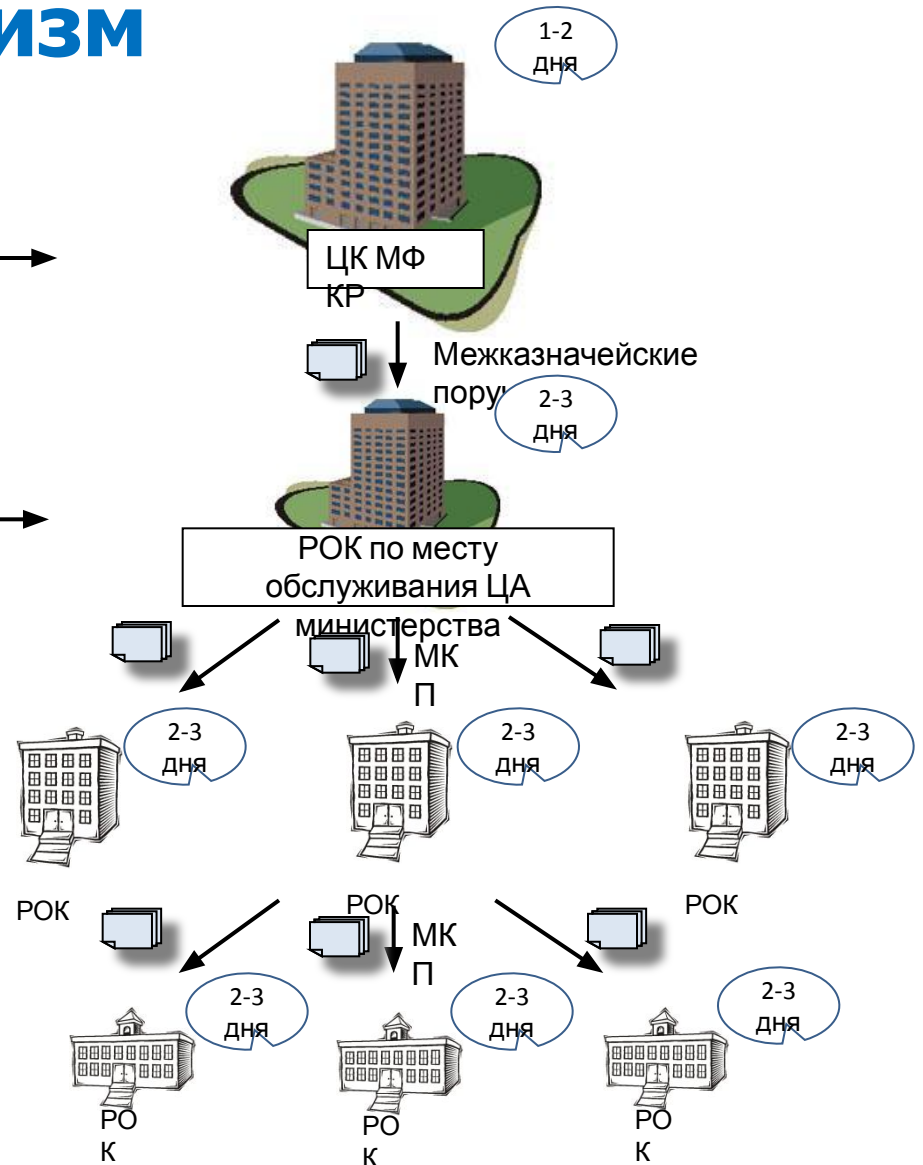 изм
1-2
дня
ЦК МФ
КР
Межказначейские
пору
2-3
дня
РОК по месту
обслуживания ЦА
министерства
МК
П
2-3
дня
2-3
дня
2-3
дня
РОК
РОК
РОК
МК
П
2-3
дня
2-3
дня
2-3
дня
РО
К
РО
К
РО
К